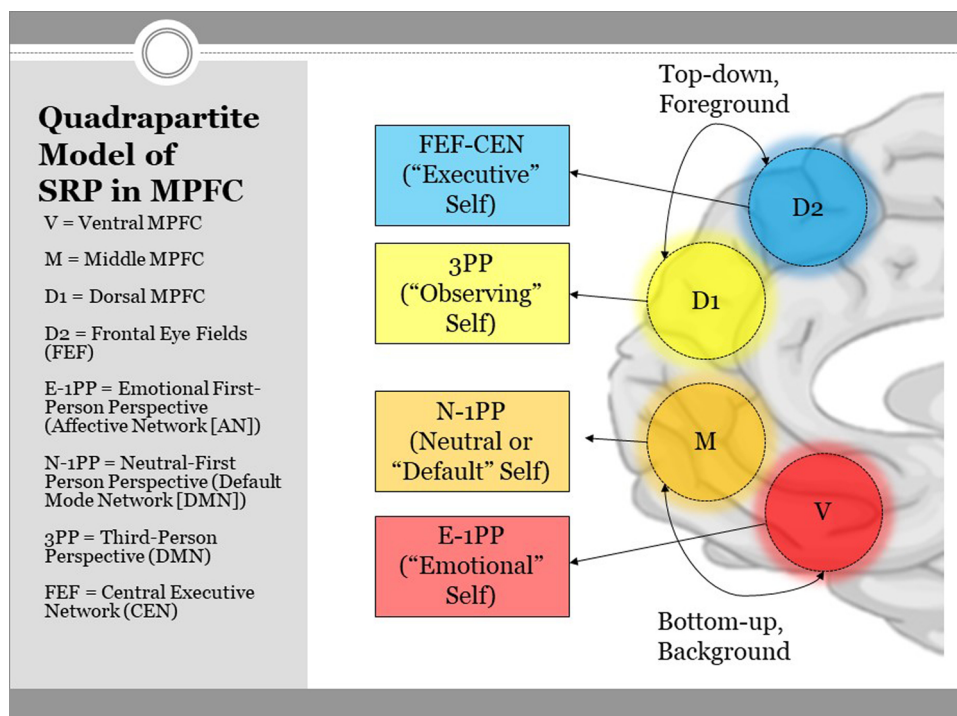 Quadrapartite
Model of
SRP in MPFC
V = Ventral MPFC
M = Middle MPFC
D1 = Dorsal MPFC
D2 = Frontal Eye Fields
(FEF)
E-1PP = Emotional First-
Person Perspective
(Affective Network [AN])
N-1PP = Neutral-First
Person Perspective (Default
Mode Network [DMN])
3PP = Third-Person
Perspective (DMN)
FEF = Central Executive
Network (CEN)
Top-down,
Foreground
FEF-CEN
(“Executive”
Self)
D2
3PP
(“Observing”
Self)
D1
N-1PP
(Neutral or
“Default” Self)
M
E-1PP
(“Emotional”
Self)
V
Bottom-up,
Background